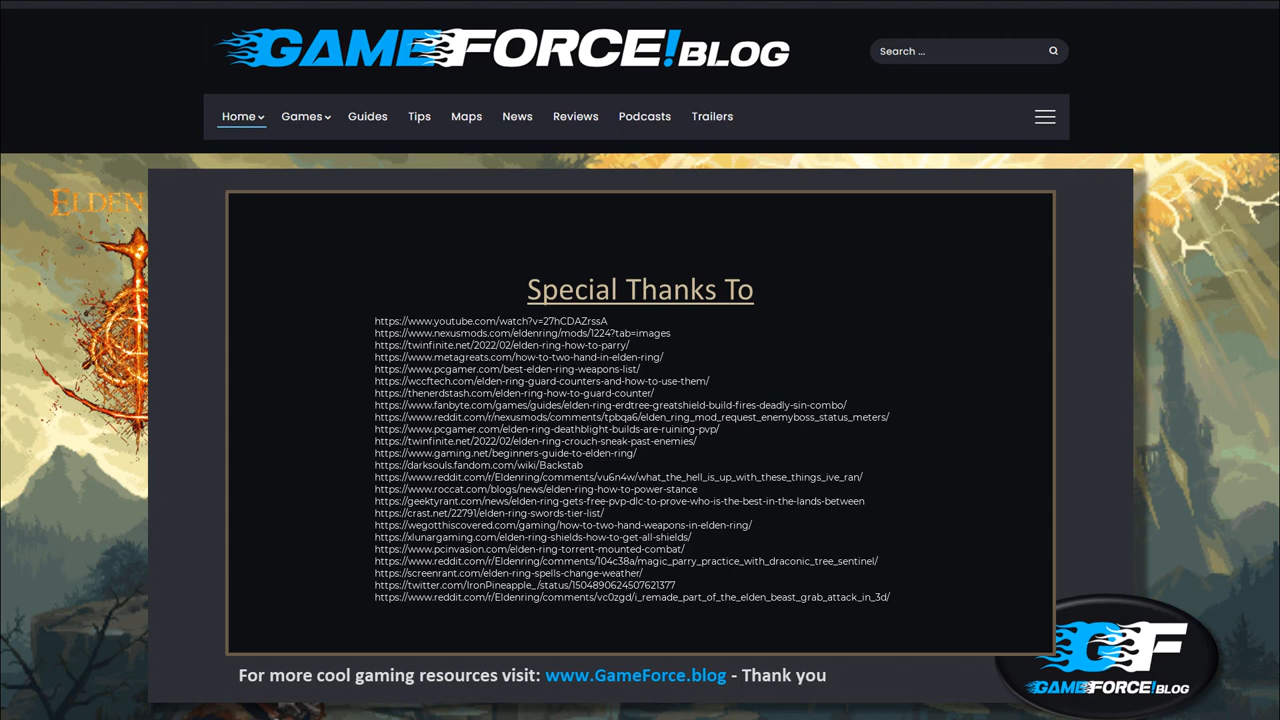 GAMEFORCE!BLOG
Search ...
Home Games Guides Tips Maps News Reviews Podcasts Trailers
ELDEN
Special Thanks To
https://www.youtube.com/watch?v=27hCDAZrssA
https://www.nexusmods.com/eldenring/mods/1224?tab=images
https://twinfinite.net/2022/02/elden-ring-how-to-parry/
https://www.metagreats.com/how-to-two-hand-in-elden-ring/
https://www.pcgamer.com/best-elden-ring-weapons-list/
https://wccftech.com/elden-ring-guard-counters-and-how-to-use-them/
https://thenerdstash.com/elden-ring-how-to-guard-counter/
https://www.fanbyte.com/games/guides/elden-ring-erdtree-greatshield-build-fires-deadly-sin-combo/
https://www.reddit.com/r/nexusmods/comments/tpbqa6/elden_ring_mod_request_enemyboss_status_meters/
https://www.pcgamer.com/elden-ring-deathblight-builds-are-ruining-pvp/
https://twinfinite.net/2022/02/elden-ring-crouch-sneak-past-enemies/
https://www.gaming.net/beginners-guide-to-elden-ring/
https://darksouls.fandom.com/wiki/Backstab
https://www.reddit.com/r/Eldenring/comments/vu6n4w/what_the_hell_is_up_with_these_things_ive_ran/
https://www.roccat.com/blogs/news/elden-ring-how-to-power-stance
https://geektyrant.com/news/elden-ring-gets-free-pvp-dlc-to-prove-who-is-the-best-in-the-lands-between
https://crast.net/22791/elden-ring-swords-tier-list/
https://wegotthiscovered.com/gaming/how-to-two-hand-weapons-in-elden-ring/
https://xlunargaming.com/elden-ring-shields-how-to-get-all-shields/
https://www.pcinvasion.com/elden-ring-torrent-mounted-combat/
https://www.reddit.com/r/Eldenring/comments/104c38a/magic_parry_practice_with_draconic_tree_sentinel/
https://screenrant.com/elden-ring-spells-change-weather/
https://twitter.com/IronPineapple_/status/1504890624507621377
https://www.reddit.com/r/Eldenring/comments/vc0zgd/i_remade_part_of_the_elden_beast_grab_attack_in_3d/
For more cool gaming resources visit: www.GameForce.blog - Thank you
GF
GAMEFORCE!BLOG